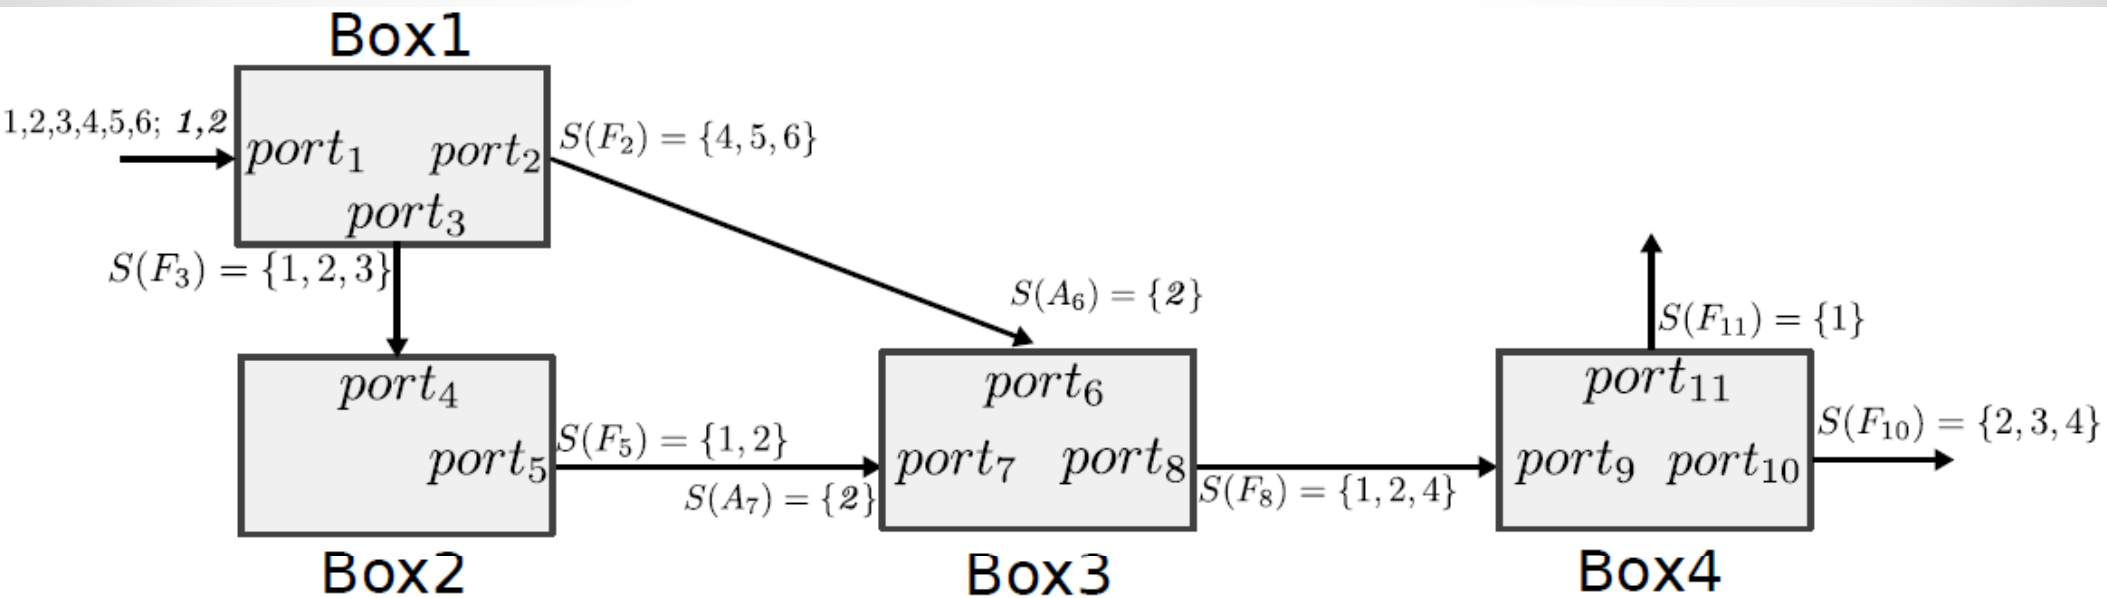 Box1
1,2,3,4,5,6; 1,2
port₁
port₂
port₃
S(F₂) = {4, 5, 6}
S(F₃) = {1, 2, 3}
S(A₆) = {2}
S(F₁₁) = {1}
port₄
port₅
S(F₅) = {1, 2}
S(A₇) = {2}
port₆
port₇
port₈
S(F₈) = {1, 2, 4}
port₁₁
port₉
port₁₀
S(F₁₀) = {2, 3, 4}
Box2
Box3
Box4